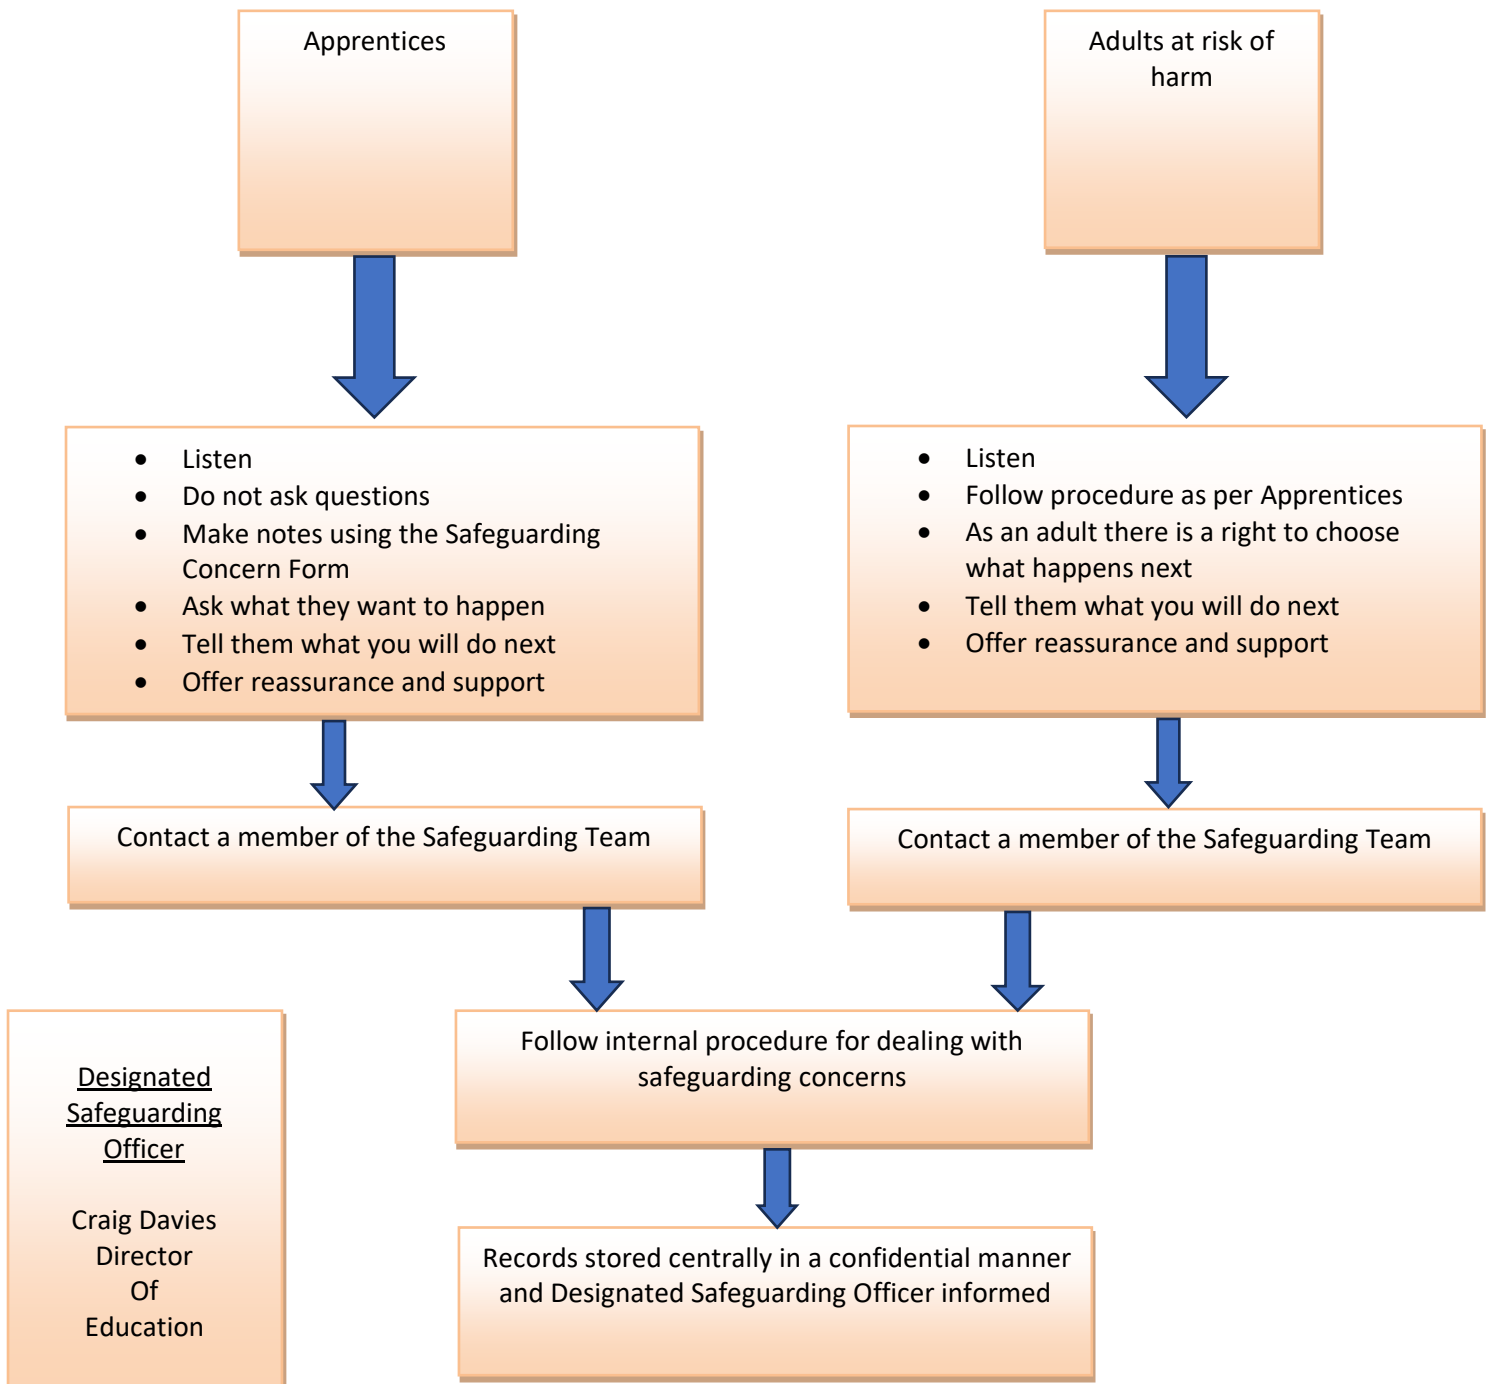 Apprentices
Adults at risk of
harm
• Listen
• Do not ask questions
• Make notes using the Safeguarding
Concern Form
• Ask what they want to happen
• Tell them what you will do next
• Offer reassurance and support
• Listen
• Follow procedure as per Apprentices
• As an adult there is a right to choose
what happens next
• Tell them what you will do next
• Offer reassurance and support
Contact a member of the Safeguarding Team
Contact a member of the Safeguarding Team
Follow internal procedure for dealing with
safeguarding concerns
Designated
Safeguarding
Officer
Craig Davies
Director
Of
Education
Records stored centrally in a confidential manner
and Designated Safeguarding Officer informed